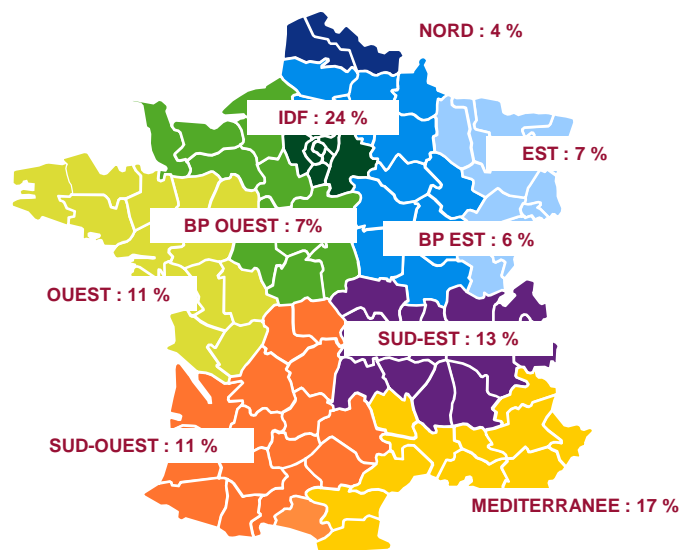 NORD : 4 %
IDF : 24 %
EST : 7 %
BP OUEST : 7%
BP EST : 6 %
OUEST : 11 %
SUD-EST : 13 %
SUD-OUEST : 11 %
MEDITERRANEE : 17 %